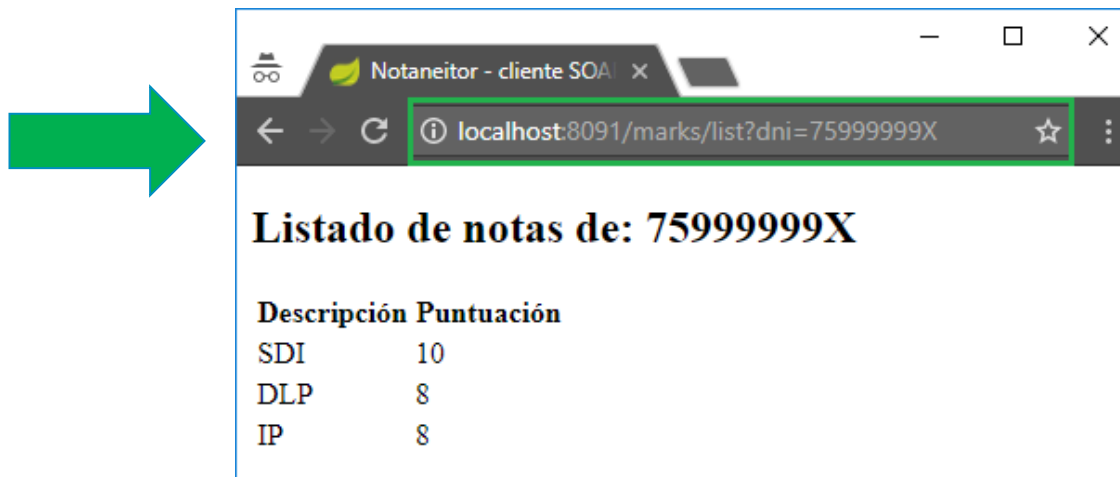 Notaneitor - cliente SOA
localhost:8091/marks/list?dni=75999999X
Listado de notas de: 75999999X
Descripción Puntuación
SDI 10
DLP 8
IP 8